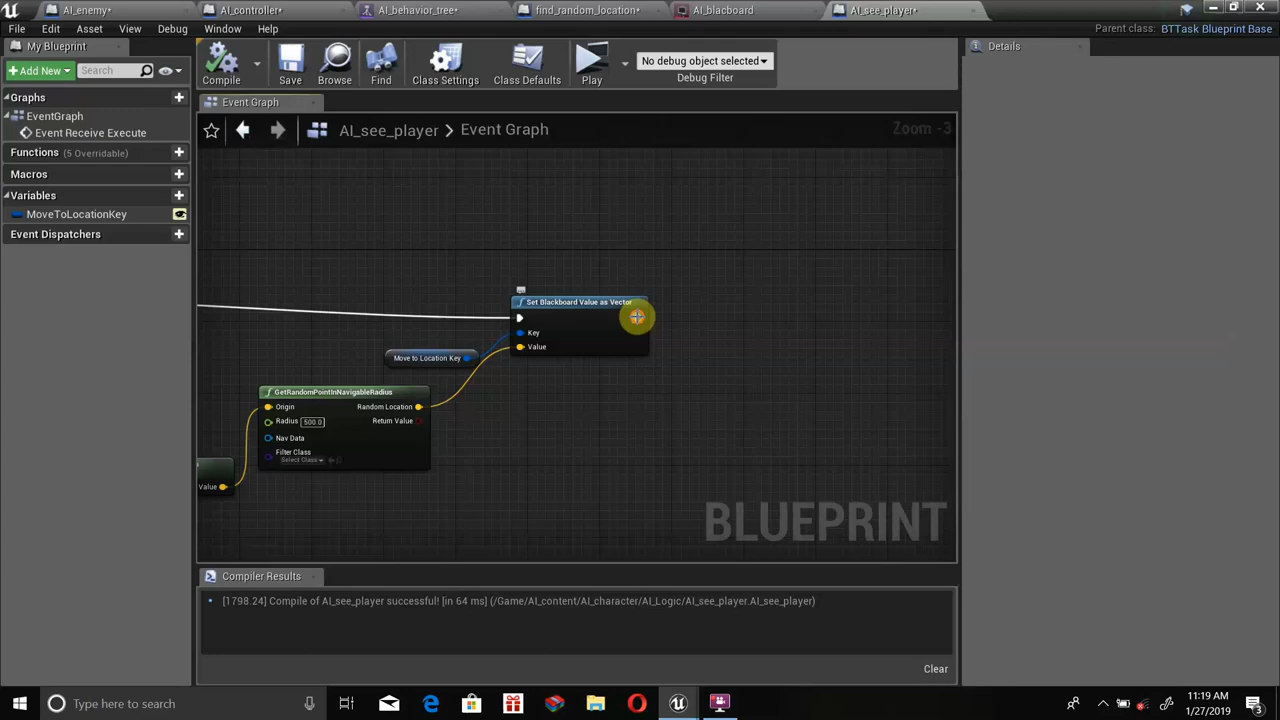 AI_enemy*
AI_controller*
AI_behavior_tree*
find_random_location*
AI_blacboard
AI_see_player*
File Edit Asset View Debug Window Help
Parent class: BTTask Blueprint Base
My Blueprint
Details
+Add New
Search
Compile
Save
Browse
Find
Class Settings
Class Defaults
Play
No debug object selected
Debug Filter
Graphs
EventGraph
Event Receive Execute
Functions (5 Overridable)
Macros
Variables
MoveToLocationKey
Event Dispatchers
Event Graph
AI_see_player > Event Graph
Zoom -3
Set Blackboard Value as Vector
Key
Value
Move to Location Key
GetRandomPointInNavigableRadius
Origin
Random Location
Radius 500.0
Return Value
Nav Data
Filter Class
Select Class
Value
BLUEPRINT
Compiler Results
[1798.24] Compile of AI_see_player successful! [in 64 ms] (/Game/AI_content/AI_character/AI_Logic/AI_see_player.AI_see_player)
Clear
Type here to search
11:19 AM
1/27/2019
3